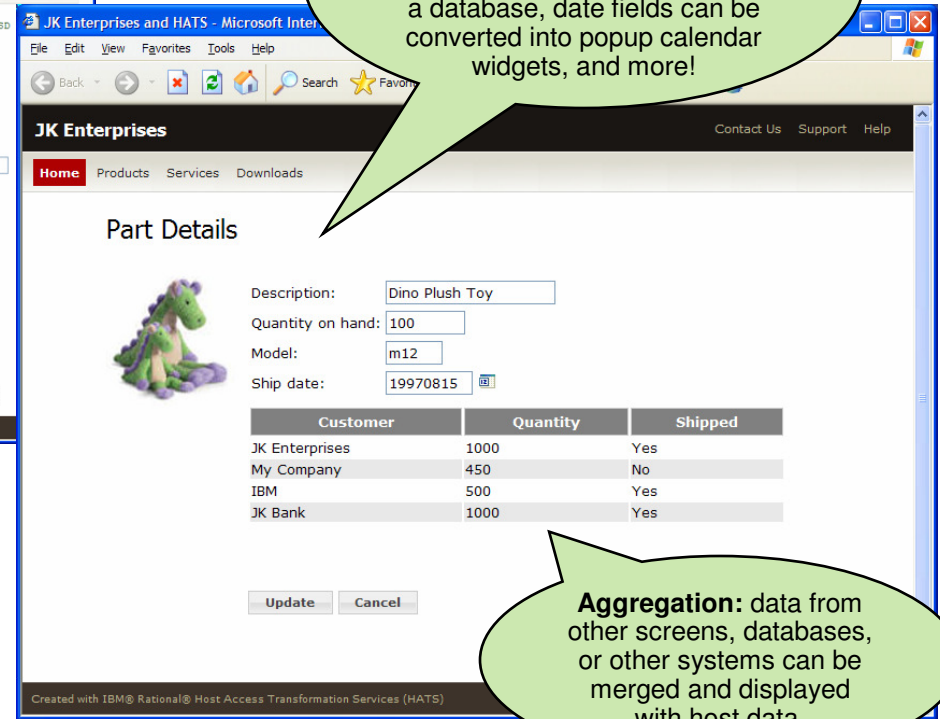 a database, date fields can be
converted into popup calendar
widgets, and more!
JK Enterprises and HATS - Microsoft
File Edit View Favorites Tools Help
Back Search
JK Enterprises
Contact Us Support Help
Home Products Services Downloads
Part Details
Description: Dino Plush Toy
Quantity on hand: 100
Model: m12
Ship date: 19970815
Customer Quantity Shipped
JK Enterprises 1000 Yes
My Company 450 No
IBM 500 Yes
JK Bank 1000 Yes
Update Cancel
Aggregation: data from
other screens, databases,
or other systems can be
merged and displayed
with host data
Created with IBM® Rational® Host Access Transformation Services (HATS)